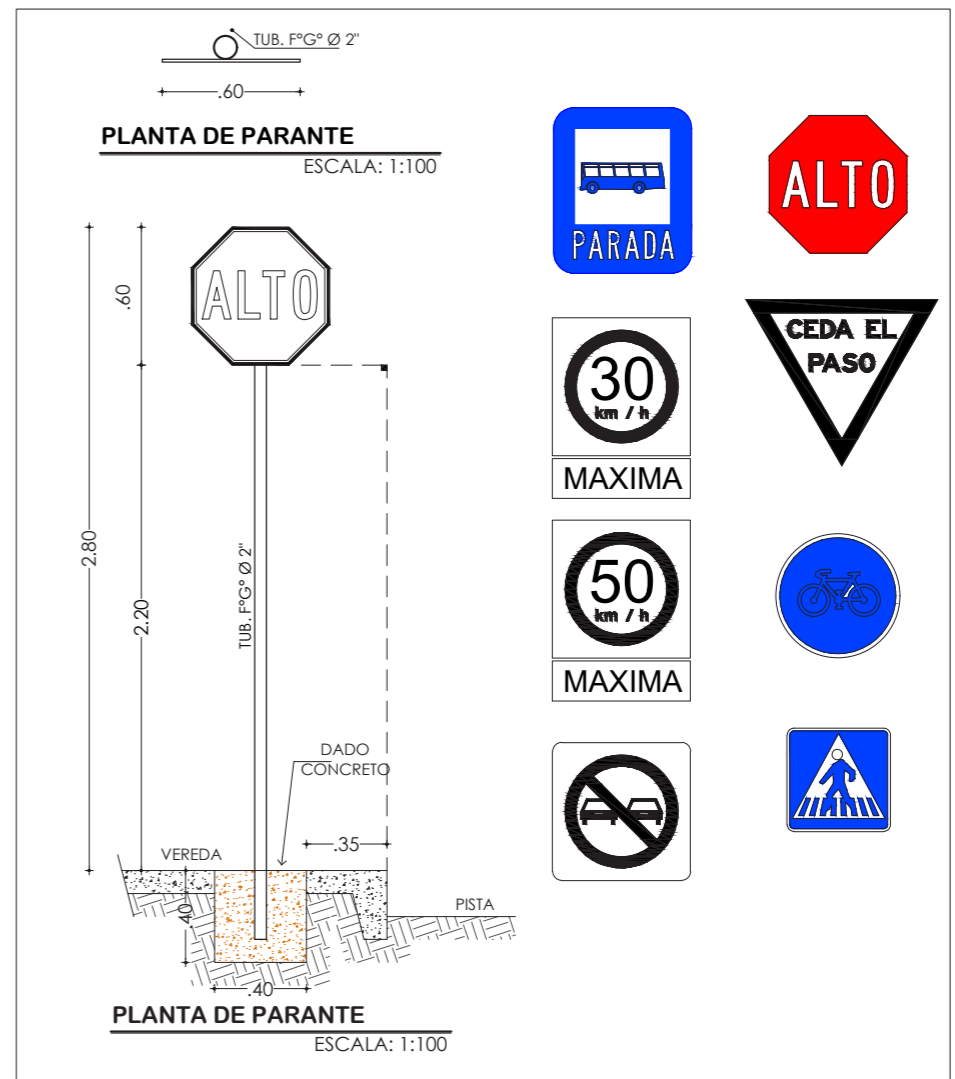 TUB. F°G° Ø 2"
.60
PLANTA DE PARANTE
ESCALA: 1:100
ALTO
.60
2.80
2.20
TUB. F°G° Ø 2"
DADO
CONCRETO
.35
VEREDA
PISTA
.40
.40
PLANTA DE PARANTE
ESCALA: 1:100
PARADA
ALTO
30
km / h
MAXIMA
CEDA EL
PASO
50
km / h
MAXIMA